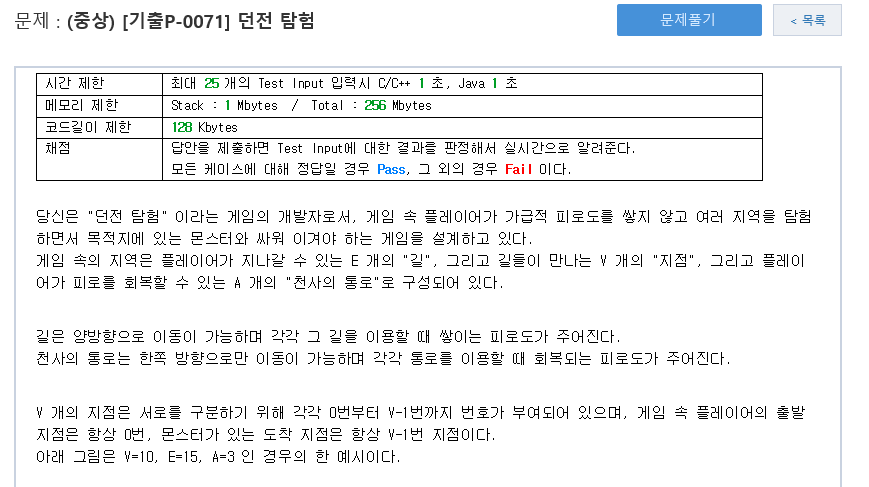 문제 : (중상) [기출P-0071] 던전 탐험
문제풀기
< 목록
시간 제한 최대 25 개의 Test Input 입력시 C/C++ 1 초, Java 1 초
메모리 제한 Stack : 1 Mbytes / Total : 256 Mbytes
코드길이 제한 128 Kbytes
채점 답안을 제출하면 Test Input에 대한 결과를 판정해서 실시간으로 알려준다.
모든 케이스에 대해 정답일 경우 Pass, 그 외의 경우 Fail 이다.
당신은 "던전 탐험" 이라는 게임의 개발자로서, 게임 속 플레이어가 가급적 피로도를 쌓지 않고 여러 지역을 탐험
하면서 목적지에 있는 몬스터와 싸워 이겨야 하는 게임을 설계하고 있다.
게임 속의 지역은 플레이어가 지나갈 수 있는 E 개의 "길", 그리고 길들이 만나는 V 개의 "지점", 그리고 플레이
어가 피로를 회복할 수 있는 A 개의 "천사의 통로"로 구성되어 있다.
길은 양방향으로 이동이 가능하며 각각 그 길을 이용할 때 쌓이는 피로도가 주어진다.
천사의 통로는 한쪽 방향으로만 이동이 가능하며 각각 통로를 이용할 때 회복되는 피로도가 주어진다.
V 개의 지점은 서로를 구분하기 위해 각각 0번부터 V-1번까지 번호가 부여되어 있으며, 게임 속 플레이어의 출발
지점은 항상 0번, 몬스터가 있는 도착 지점은 항상 V-1번 지점이다.
아래 그림은 V=10, E=15, A=3 인 경우의 한 예시이다.